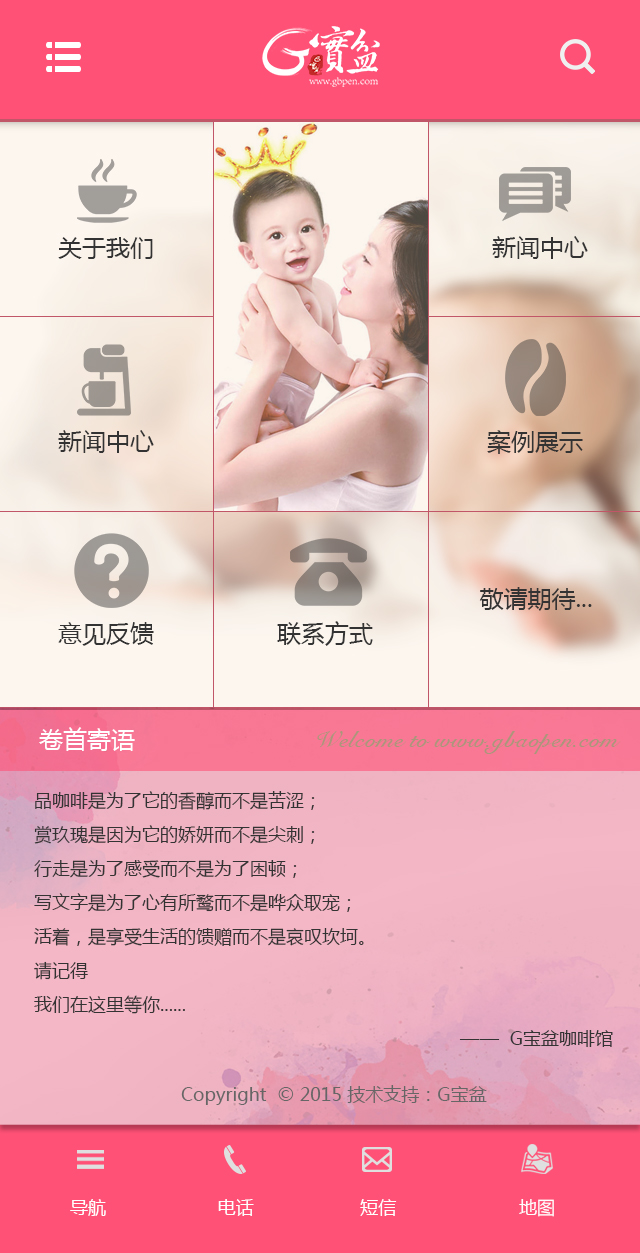 G宝盆
www.gbpen.com
关于我们
新闻中心
新闻中心
案例展示
意见反馈
联系方式
敬请期待...
卷首寄语
Welcome to www.gbaopen.com
品咖啡是为了它的香醇而不是苦涩；
赏玖瑰是因为它的娇妍而不是尖刺；
行走是为了感受而不是为了困顿；
写文字是为了心有所鹜而不是哗众取宠；
活着，是享受生活的馈赠而不是哀叹坎坷。
请记得
我们在这里等你......
—— G宝盆咖啡馆
Copyright © 2015 技术支持：G宝盆
导航
电话
短信
地图